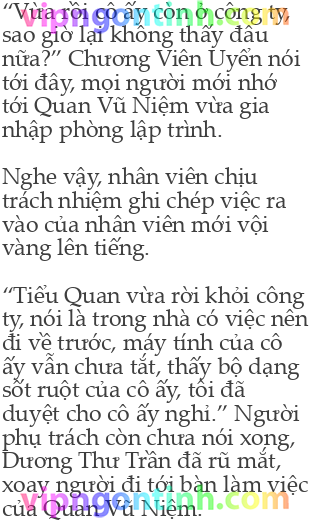 “Vừa rồi cô ấy còn ở công ty,
sao giờ lại không thấy đâu
nữa?” Chương Viên Uyển nói
tới đây, mọi người mới nhớ
tới Quan Vũ Niệm vừa gia
nhập phòng lập trình.
Nghe vậy, nhân viên chịu
trách nhiệm ghi chép việc ra
vào của nhân viên mới vội
vàng lên tiếng.
“Tiểu Quan vừa rời khỏi công
ty, nói là trong nhà có việc nên
đi về trước, máy tính của cô
ấy vẫn chưa tắt, thấy bộ dạng
sốt ruột của cô ấy, tôi đã
duyệt cho cô ấy nghỉ.” Người
phụ trách còn chưa nói xong,
Dương Thư Trần đã rũ mắt,
xoay người đi tới bàn làm việc
của Quan Vũ Niệm.
vipngontinh.com
vipngontinh.com